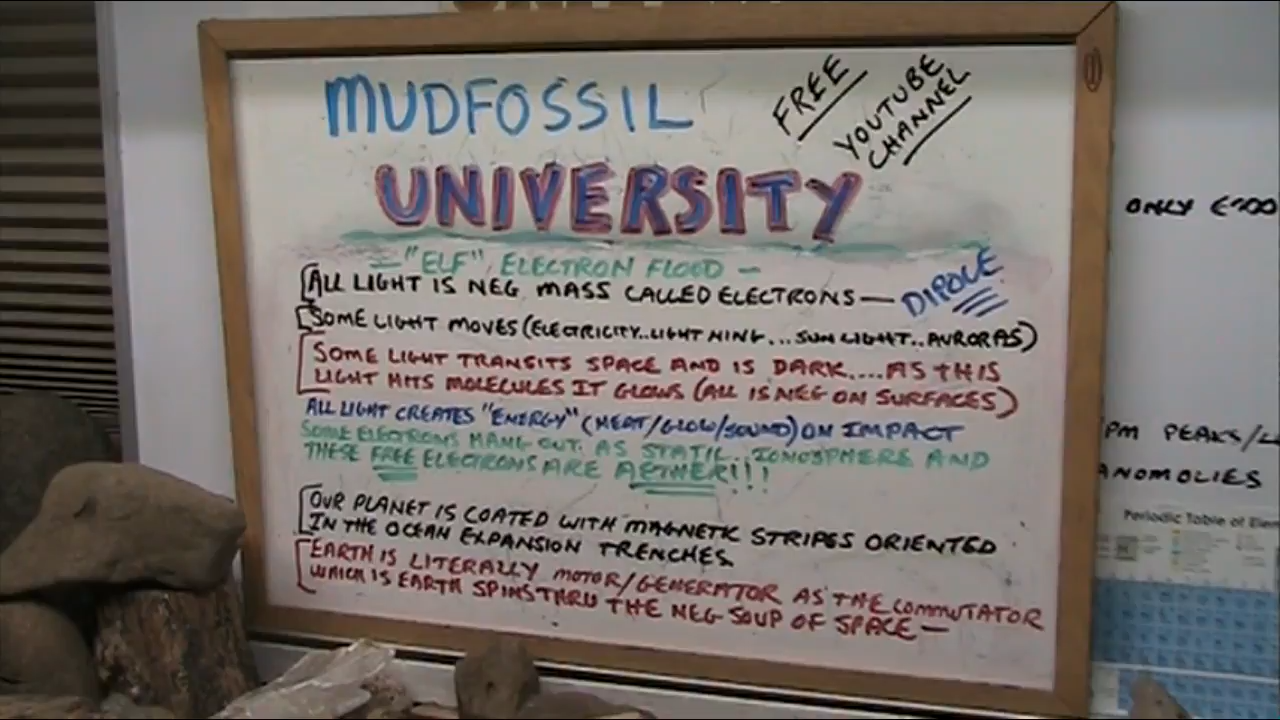 MUDFOSSIL
UNIVERSITY
FREE
YOUTUBE
CHANNEL
"ELF" ELECTRON FLOOD —
ALL LIGHT IS NEG MASS CALLED ELECTRONS — DIPOLE
SOME LIGHT MOVES (ELECTRICITY..LIGHTNING...SUNLIGHT..AURORAS)
SOME LIGHT TRANSITS SPACE AND IS DARK....AS THIS
LIGHT HITS MOLECULES IT GLOWS (ALL IS NEG ON SURFACES)
ALL LIGHT CREATES "ENERGY" (HEAT/GLOW/SOUND) ON IMPACT
SOME ELECTRONS HANG OUT AS STATIC..IONOSPHERE AND
THESE FREE ELECTRONS ARE AETHER!!!
OUR PLANET IS COATED WITH MAGNETIC STRIPES ORIENTED
IN THE OCEAN EXPANSION TRENCHES
EARTH IS LITERALLY MOTOR/GENERATOR AS THE COMMUTATOR
WHICH IS EARTH SPINS THRU THE NEG SOUP OF SPACE —
ONLY
PM PEAKS/
ANOMOLIES
Periodic Table of Elem